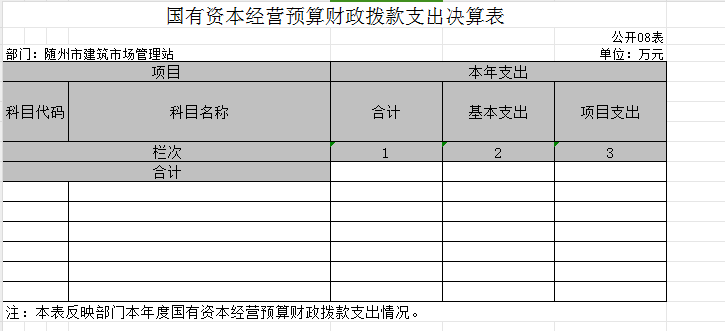 国有资本经营预算财政拨款支出决算表
公开08表
部门：随州市建筑市场管理站 单位：万元
项目 本年支出
科目代码 科目名称 合计 基本支出 项目支出
栏次 1 2 3
合计
注：本表反映部门本年度国有资本经营预算财政拨款支出情况。